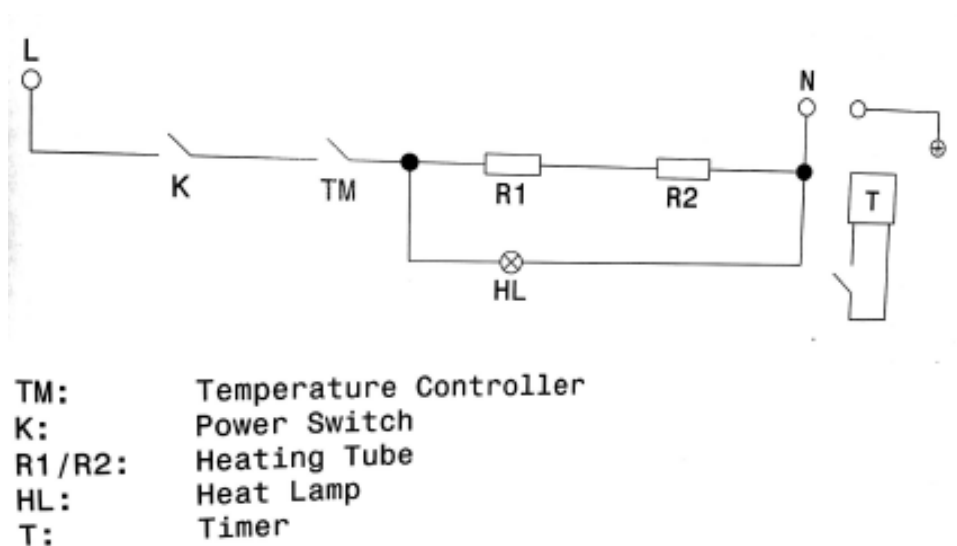 L
N
K
TM
R1
R2
T
HL
TM: Temperature Controller
K: Power Switch
R1/R2: Heating Tube
HL: Heat Lamp
T: Timer